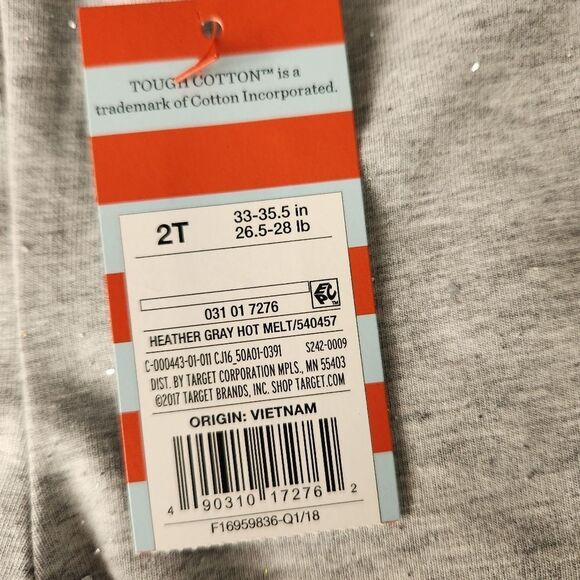 TOUGH COTTON™ is a
trademark of Cotton Incorporated.
2T
33-35.5 in
26.5-28 lb
EPC™
031 01 7276
HEATHER GRAY HOT MELT/540457
C-000443-01-011 CJ16_50A01-0391 S242-0009
DIST. BY TARGET CORPORATION MPLS., MN 55403
©2017 TARGET BRANDS, INC. SHOP TARGET.COM
ORIGIN: VIETNAM
4 90310 17276 2
F16959836-Q1/18